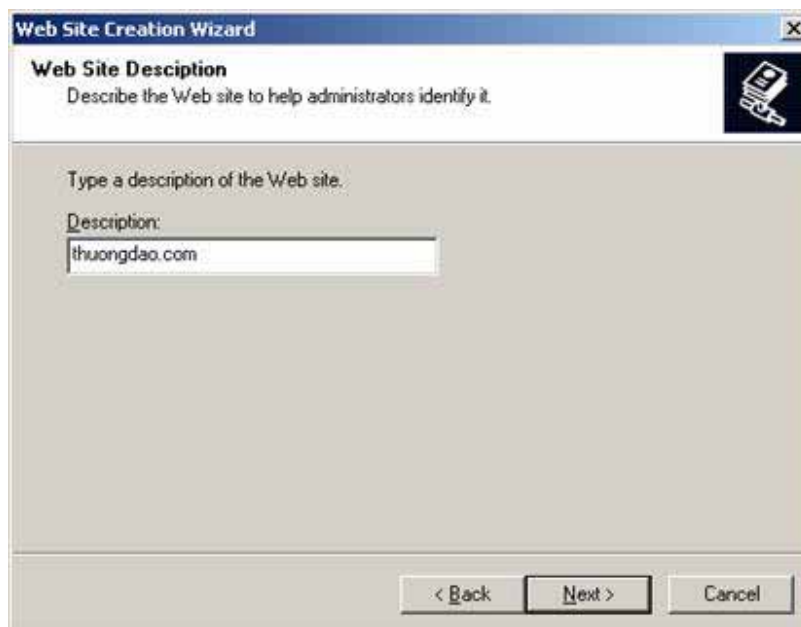 Web Site Creation Wizard
Web Site Desciption
Describe the Web site to help administrators identify it.
Type a description of the Web site.
Description:
thuongdao.com
< Back
Next >
Cancel